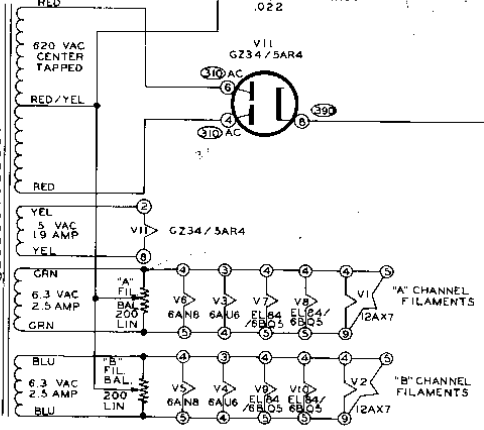 RED
.022
620 VAC
CENTER
TAPPED
V11
GZ34/5AR4
310 AC
6
390
RED/YEL
4
8
310 AC
RED
YEL
2
5 VAC
1.9 AMP
V11
GZ34/5AR4
YEL
8
GRN
4 3 4 4 4 5
6.3 VAC
2.5 AMP
"A"
FIL
BAL
200
LIN
V6
6AN8
V3
6AU6
V7
EL84
/6BQ5
V8
EL84/
6BQ5
V1
12AX7
"A" CHANNEL
FILAMENTS
GRN
5 4 5 5 9
BLU
4 3 4 4 4 5
6.3 VAC
2.5 AMP
"B"
FIL
BAL.
200
LIN
V5
6AN8
V4
6AU6
V9
EL84
/6BQ5
V10
EL84/
6BQ5
V2
12AX7
"B" CHANNEL
FILAMENTS
BLU
5 4 5 5 9